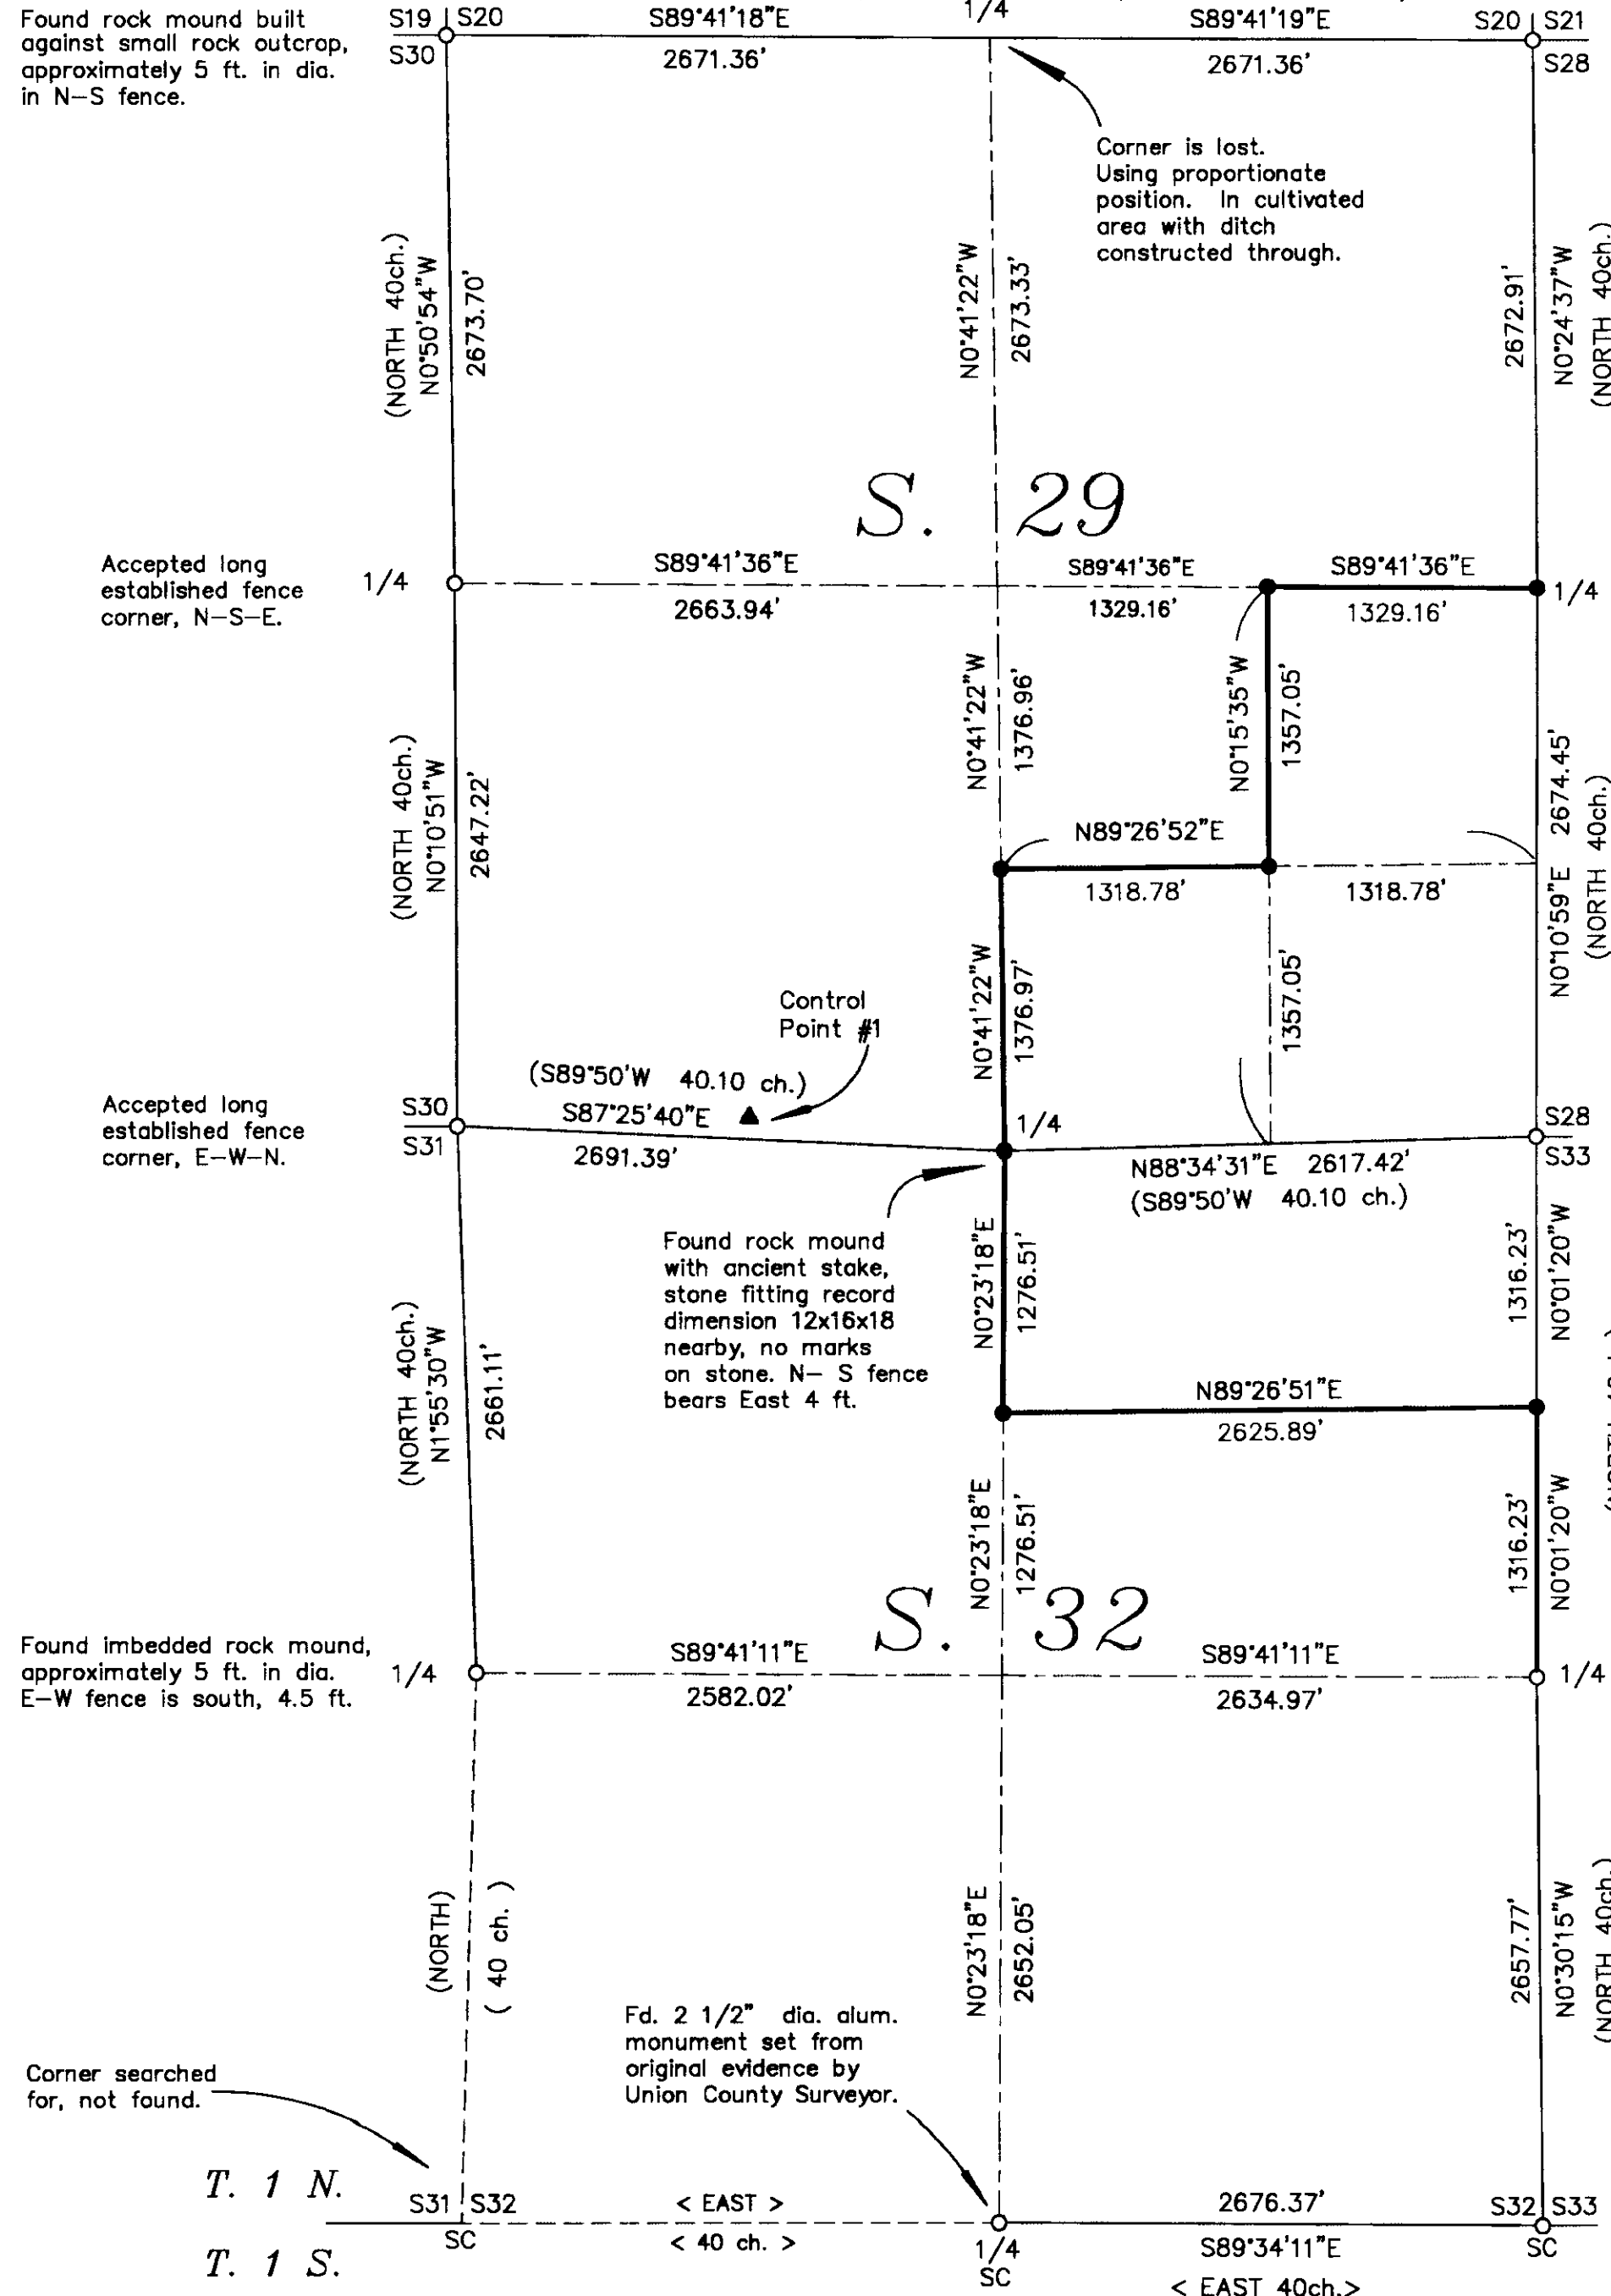 Found rock mound built
against small rock outcrop,
approximately 5 ft. in dia.
in N-S fence.
S19 S20
S30
S89°41'18"E
2671.36'
1/4
S89°41'19"E
2671.36'
S20 S21
S28
Corner is lost.
Using proportionate
position. In cultivated
area with ditch
constructed through.
(NORTH 40ch.)
N0°50'54"W
2673.70'
N0°41'22"W
2673.33'
2672.91'
N0°24'37"W
(NORTH 40ch.)
S. 29
Accepted long
established fence
corner, N-S-E.
1/4
S89°41'36"E
2663.94'
S89°41'36"E
1329.16'
S89°41'36"E
1329.16'
1/4
(NORTH 40ch.)
N0°10'51"W
2647.22'
N0°41'22"W
1376.96'
N0°15'35"W
1357.05'
N0°10'59"E 2674.45'
(NORTH 40ch.)
N89°26'52"E
1318.78'
1318.78'
N0°41'22"W
1376.97'
1357.05'
Control
Point #1
Accepted long
established fence
corner, E-W-N.
S30
S31
(S89°50'W 40.10 ch.)
S87°25'40"E
2691.39'
1/4
N88°34'31"E 2617.42'
(S89°50'W 40.10 ch.)
S28
S33
Found rock mound
with ancient stake,
stone fitting record
dimension 12x16x18
nearby, no marks
on stone. N- S fence
bears East 4 ft.
(NORTH 40ch.)
N1°55'30"W
2661.11'
N0°23'18"E
1276.51'
1316.23'
N0°01'20"W
N89°26'51"E
2625.89'
N0°23'18"E
1276.51'
1316.23'
N0°01'20"W
S. 32
Found imbedded rock mound,
approximately 5 ft. in dia.
E-W fence is south, 4.5 ft.
1/4
S89°41'11"E
2582.02'
S89°41'11"E
2634.97'
1/4
(NORTH)
( 40 ch. )
N0°23'18"E
2652.05'
2657.77'
N0°30'15"W
(NORTH 40ch.)
Fd. 2 1/2" dia. alum.
monument set from
original evidence by
Union County Surveyor.
Corner searched
for, not found.
T. 1 N.
S31 S32
SC
T. 1 S.
< EAST >
< 40 ch. >
1/4
SC
2676.37'
S89°34'11"E
< EAST 40ch.>
S32 S33
SC